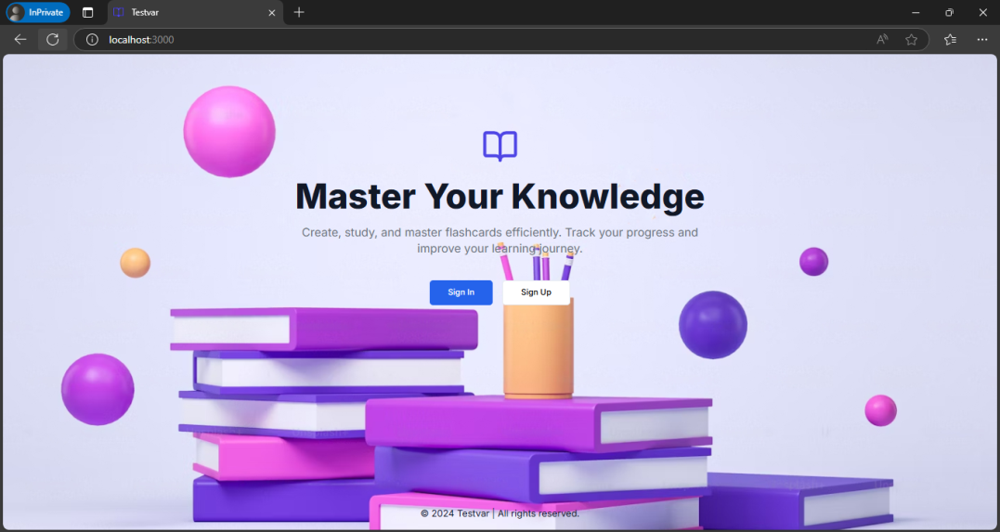 InPrivate
Testvar
localhost:3000
Master Your Knowledge
Create, study, and master flashcards efficiently. Track your progress and
improve your learning journey.
Sign In
Sign Up
© 2024 Testvar | All rights reserved.